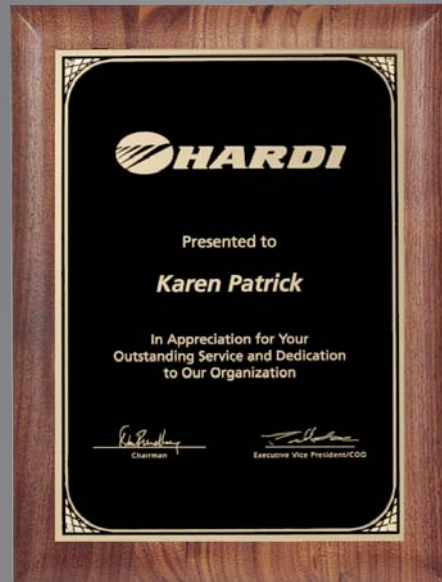 HARDI
Presented to
Karen Patrick
In Appreciation for Your
Outstanding Service and Dedication
to Our Organization
Chairman
Executive Vice President/COO